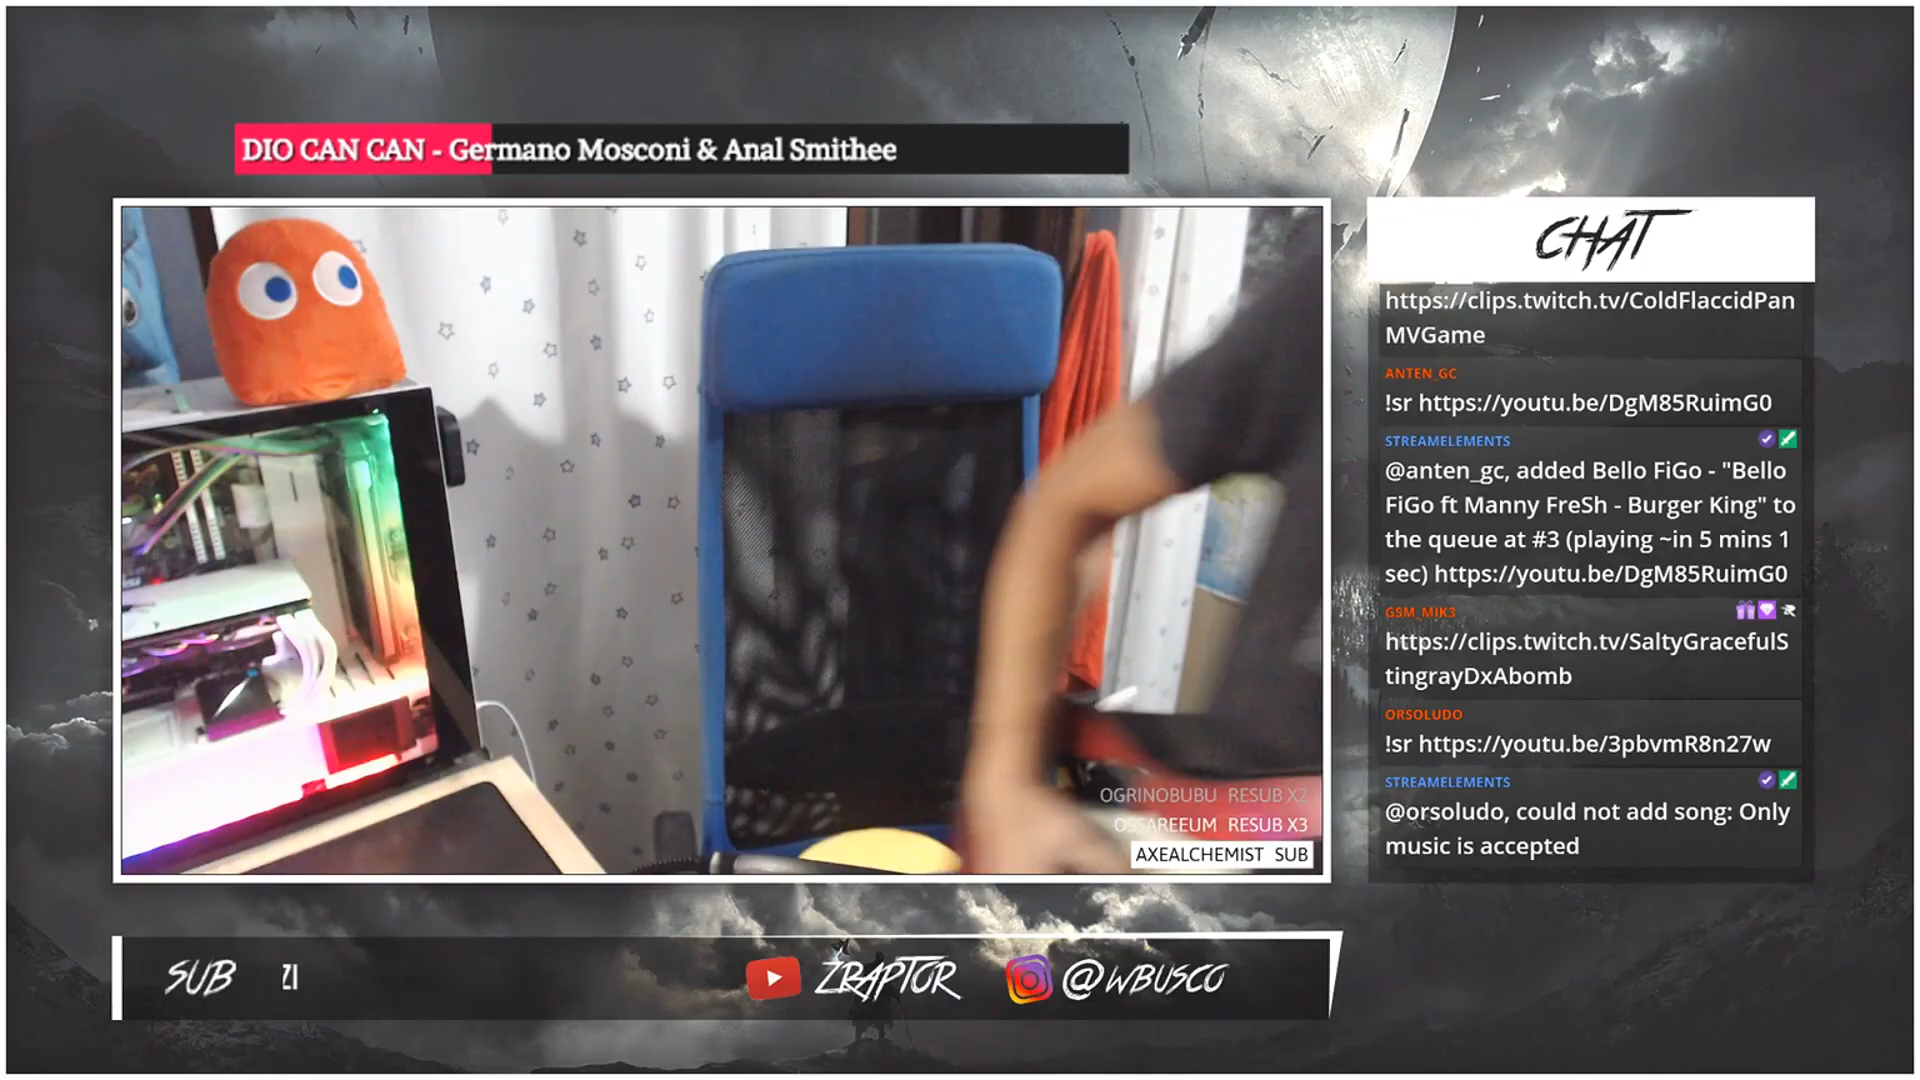 DIO CAN CAN - Germano Mosconi & Anal Smithee
CHAT
https://clips.twitch.tv/ColdFlaccidPan
MVGame
ANTEN_GC
!sr https://youtu.be/DgM85RuimG0
STREAMELEMENTS
@anten_gc, added Bello FiGo - "Bello
FiGo ft Manny FreSh - Burger King" to
the queue at #3 (playing ~in 5 mins 1
sec) https://youtu.be/DgM85RuimG0
GSM_MIK3
https://clips.twitch.tv/SaltyGracefulS
tingrayDxAbomb
ORSOLUDO
!sr https://youtu.be/3pbvmR8n27w
STREAMELEMENTS
@orsoludo, could not add song: Only
music is accepted
OGRINOBUBU RESUB X2
OSSAREEUM RESUB X3
AXEALCHEMIST SUB
SUB 21
ZRAPTOR @WBUSCO